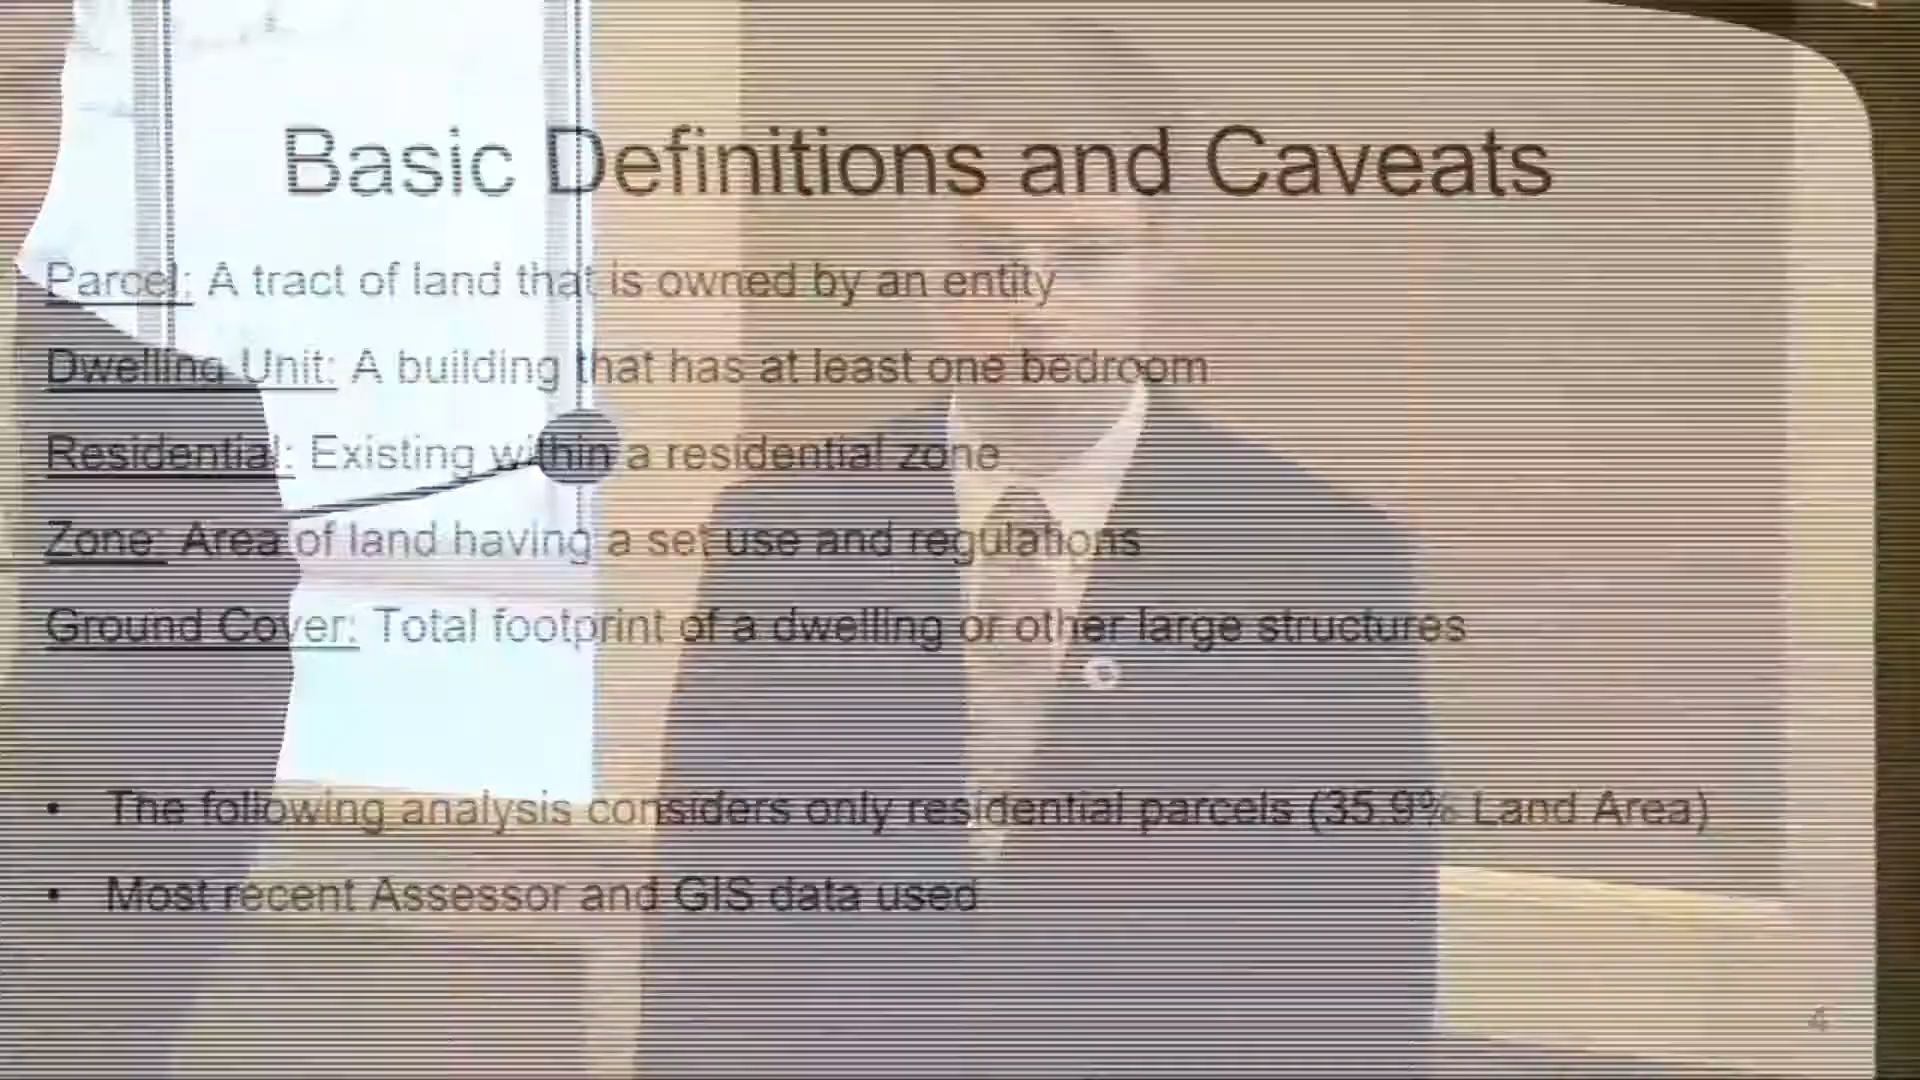 Basic Definitions and Caveats
Parcel: A tract of land that is owned by an entity
Dwelling Unit: A building that has at least one bedroom
Residential: Existing within a residential zone
Zone: Area of land having a set use and regulations
Ground Cover: Total footprint of a dwelling or other large structures
• The following analysis considers only residential parcels (35.9% Land Area)
• Most recent Assessor and GIS data used
4